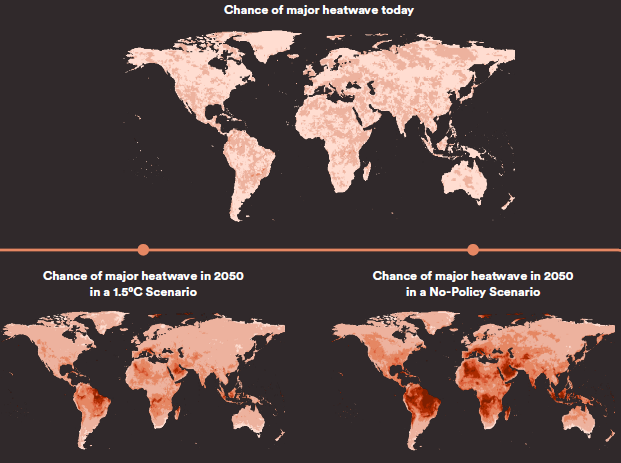 Chance of major heatwave today
Chance of major heatwave in 2050
in a 1.5ºC Scenario
Chance of major heatwave in 2050
in a No-Policy Scenario